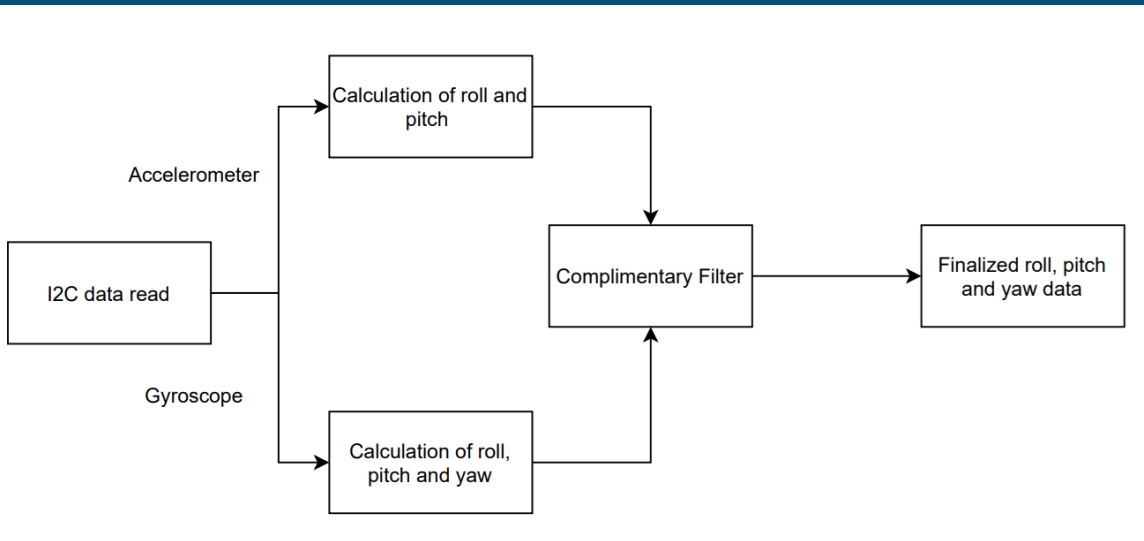 Calculation of roll and
pitch
Accelerometer
I2C data read
Complimentary Filter
Finalized roll, pitch
and yaw data
Gyroscope
Calculation of roll,
pitch and yaw